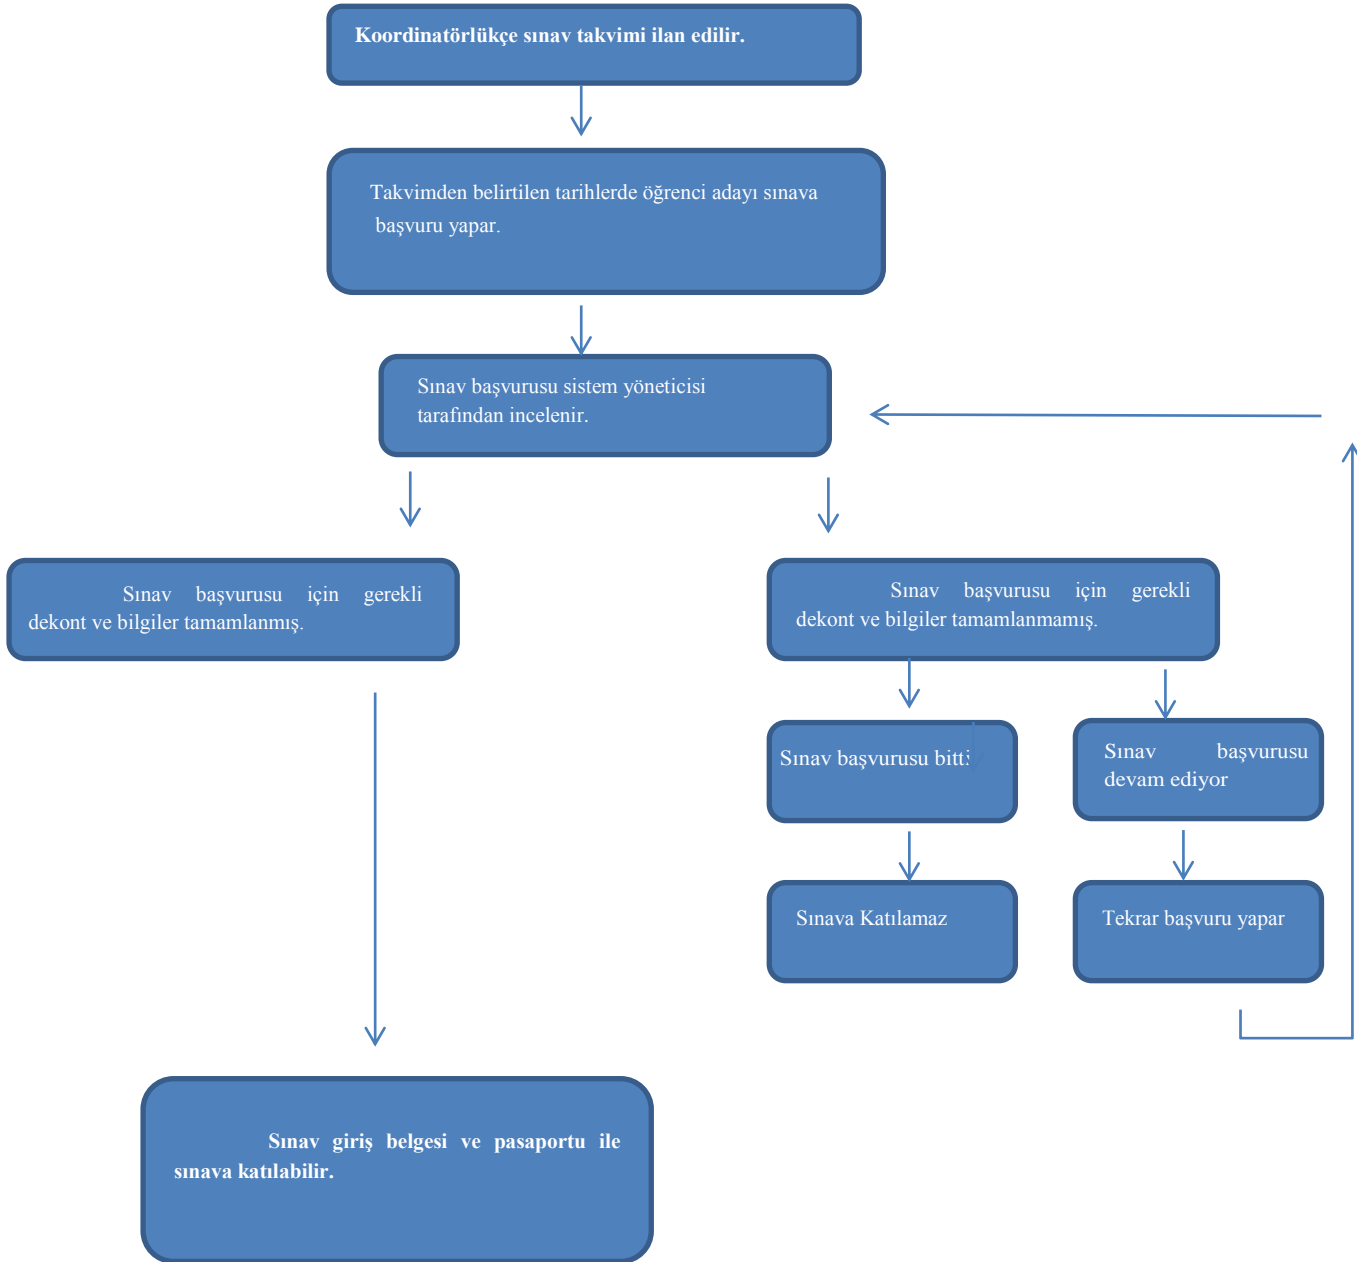 Koordinatörlükçe sınav takvimi ilan edilir.
Takvimden belirtilen tarihlerde öğrenci adayı sınava
başvuru yapar.
Sınav başvurusu sistem yöneticisi
tarafından incelenir.
Sınav başvurusu için gerekli
dekont ve bilgiler tamamlanmış.
Sınav başvurusu için gerekli
dekont ve bilgiler tamamlanmamış.
Sınav başvurusu bitti
Sınav başvurusu
devam ediyor
Sınava Katılamaz
Tekrar başvuru yapar
Sınav giriş belgesi ve pasaportu ile
sınava katılabilir.